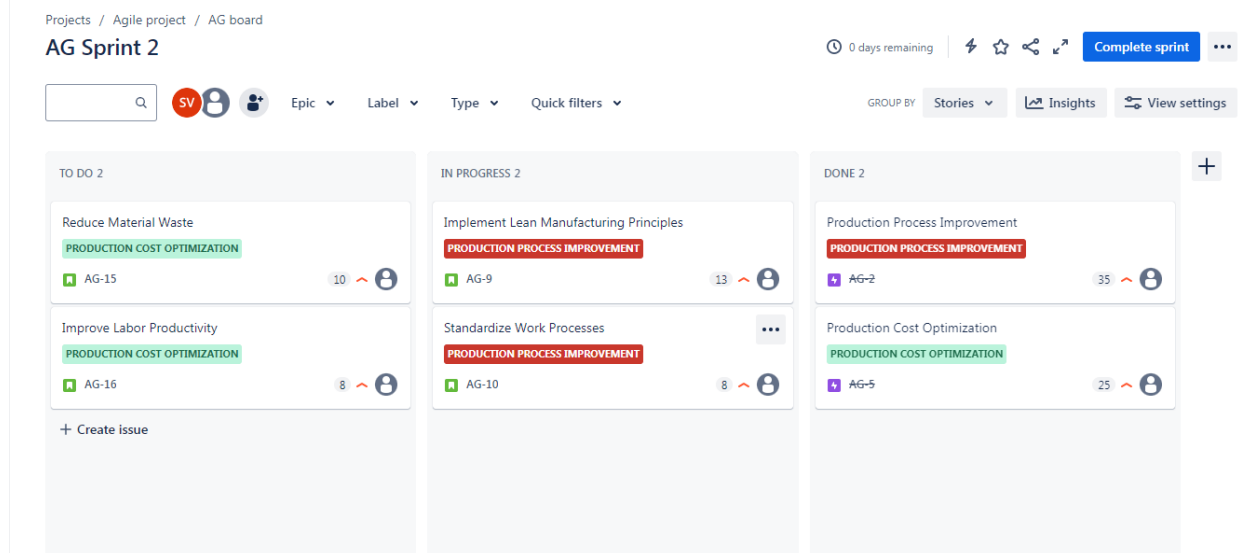 Projects / Agile project / AG board
AG Sprint 2
0 days remaining
Complete sprint
SV
Epic
Label
Type
Quick filters
GROUP BY
Stories
Insights
View settings
TO DO 2
Reduce Material Waste
PRODUCTION COST OPTIMIZATION
AG-15
10
Improve Labor Productivity
PRODUCTION COST OPTIMIZATION
AG-16
8
+ Create issue
IN PROGRESS 2
Implement Lean Manufacturing Principles
PRODUCTION PROCESS IMPROVEMENT
AG-9
13
Standardize Work Processes
PRODUCTION PROCESS IMPROVEMENT
AG-10
8
DONE 2
Production Process Improvement
PRODUCTION PROCESS IMPROVEMENT
AG-2
35
Production Cost Optimization
PRODUCTION COST OPTIMIZATION
AG-5
25